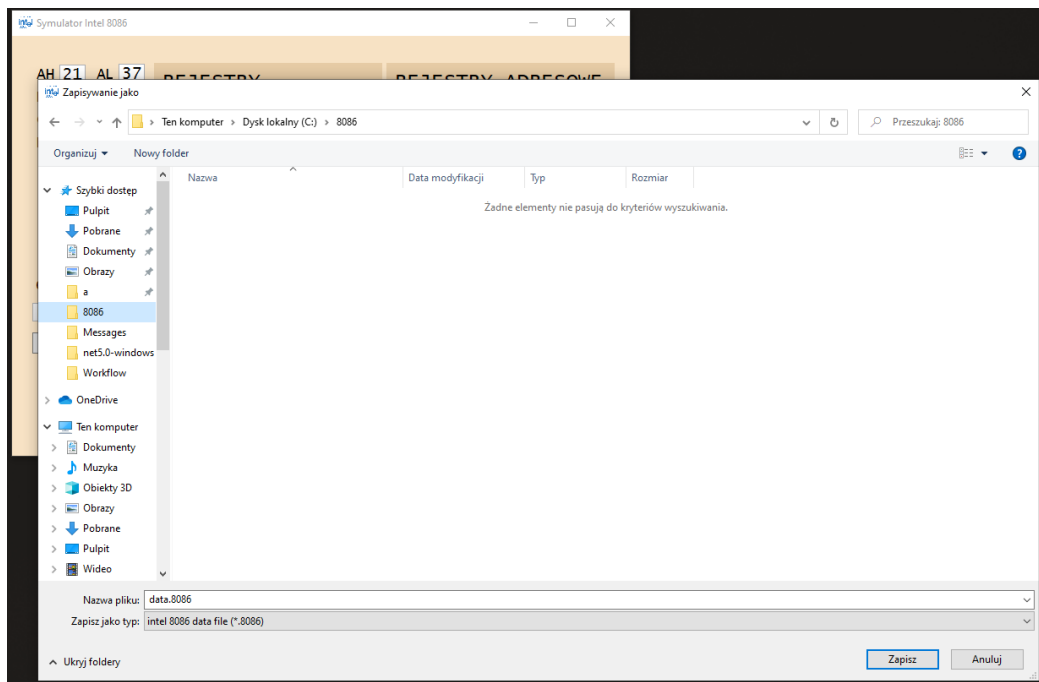 Symulator Intel 8086
AH 21 AL 37 REJESTRY REJESTRY ADRESOWE
Zapisywanie jako
Ten komputer › Dysk lokalny (C:) › 8086
Przeszukaj: 8086
Organizuj Nowy folder
Nazwa Data modyfikacji Typ Rozmiar
Żadne elementy nie pasują do kryteriów wyszukiwania.
Szybki dostęp
Pulpit
Pobrane
Dokumenty
Obrazy
a
8086
Messages
net5.0-windows
Workflow
OneDrive
Ten komputer
Dokumenty
Muzyka
Obiekty 3D
Obrazy
Pobrane
Pulpit
Wideo
Nazwa pliku: data.8086
Zapisz jako typ: intel 8086 data file (*.8086)
Ukryj foldery
Zapisz Anuluj